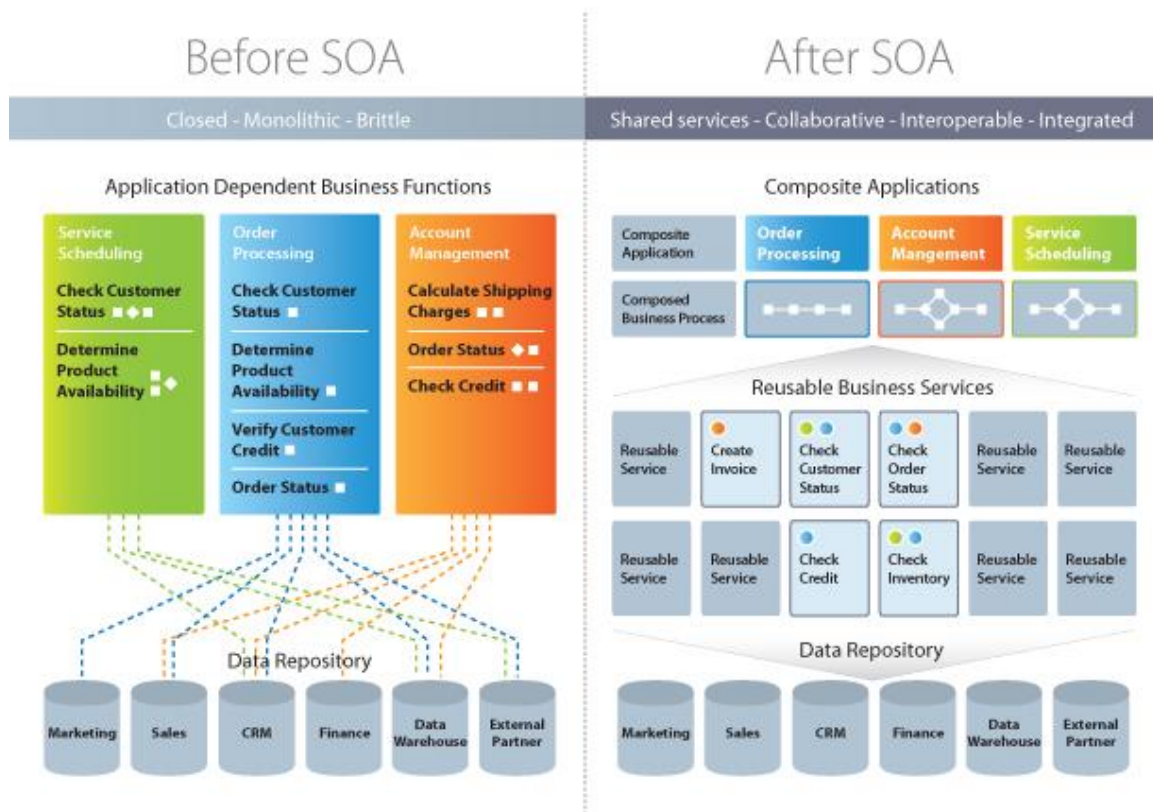 Before SOA
Closed - Monolithic - Brittle
Application Dependent Business Functions
Service
Scheduling
Check Customer
Status
Determine
Product
Availability
Order
Processing
Check Customer
Status
Determine
Product
Availability
Verify Customer
Credit
Order Status
Account
Management
Calculate Shipping
Charges
Order Status
Check Credit
Data Repository
Marketing
Sales
CRM
Finance
Data
Warehouse
External
Partner
After SOA
Shared services - Collaborative - Interoperable - Integrated
Composite Applications
Composite
Application
Order
Processing
Account
Mangement
Service
Scheduling
Composed
Business Process
Reusable Business Services
Reusable
Service
Create
Invoice
Check
Customer
Status
Check
Order
Status
Reusable
Service
Reusable
Service
Reusable
Service
Reusable
Service
Check
Credit
Check
Inventory
Reusable
Service
Reusable
Service
Data Repository
Marketing
Sales
CRM
Finance
Data
Warehouse
External
Partner